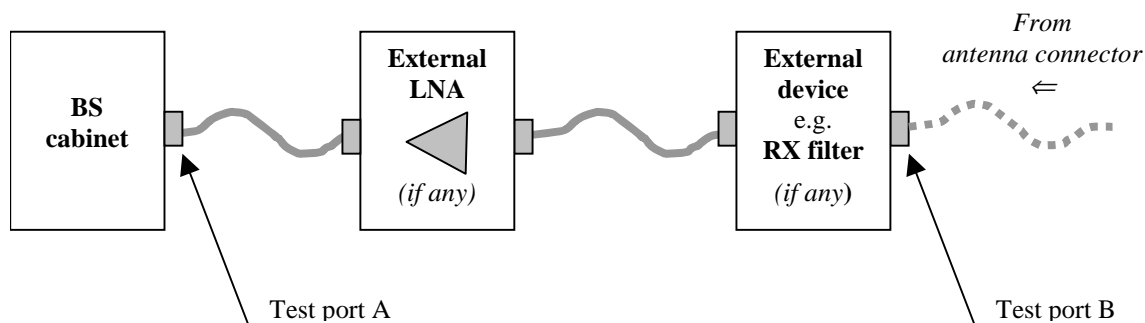 BS
cabinet
External
LNA
(if any)
External
device
e.g.
RX filter
(if any)
From
antenna connector
⇐
Test port A
Test port B